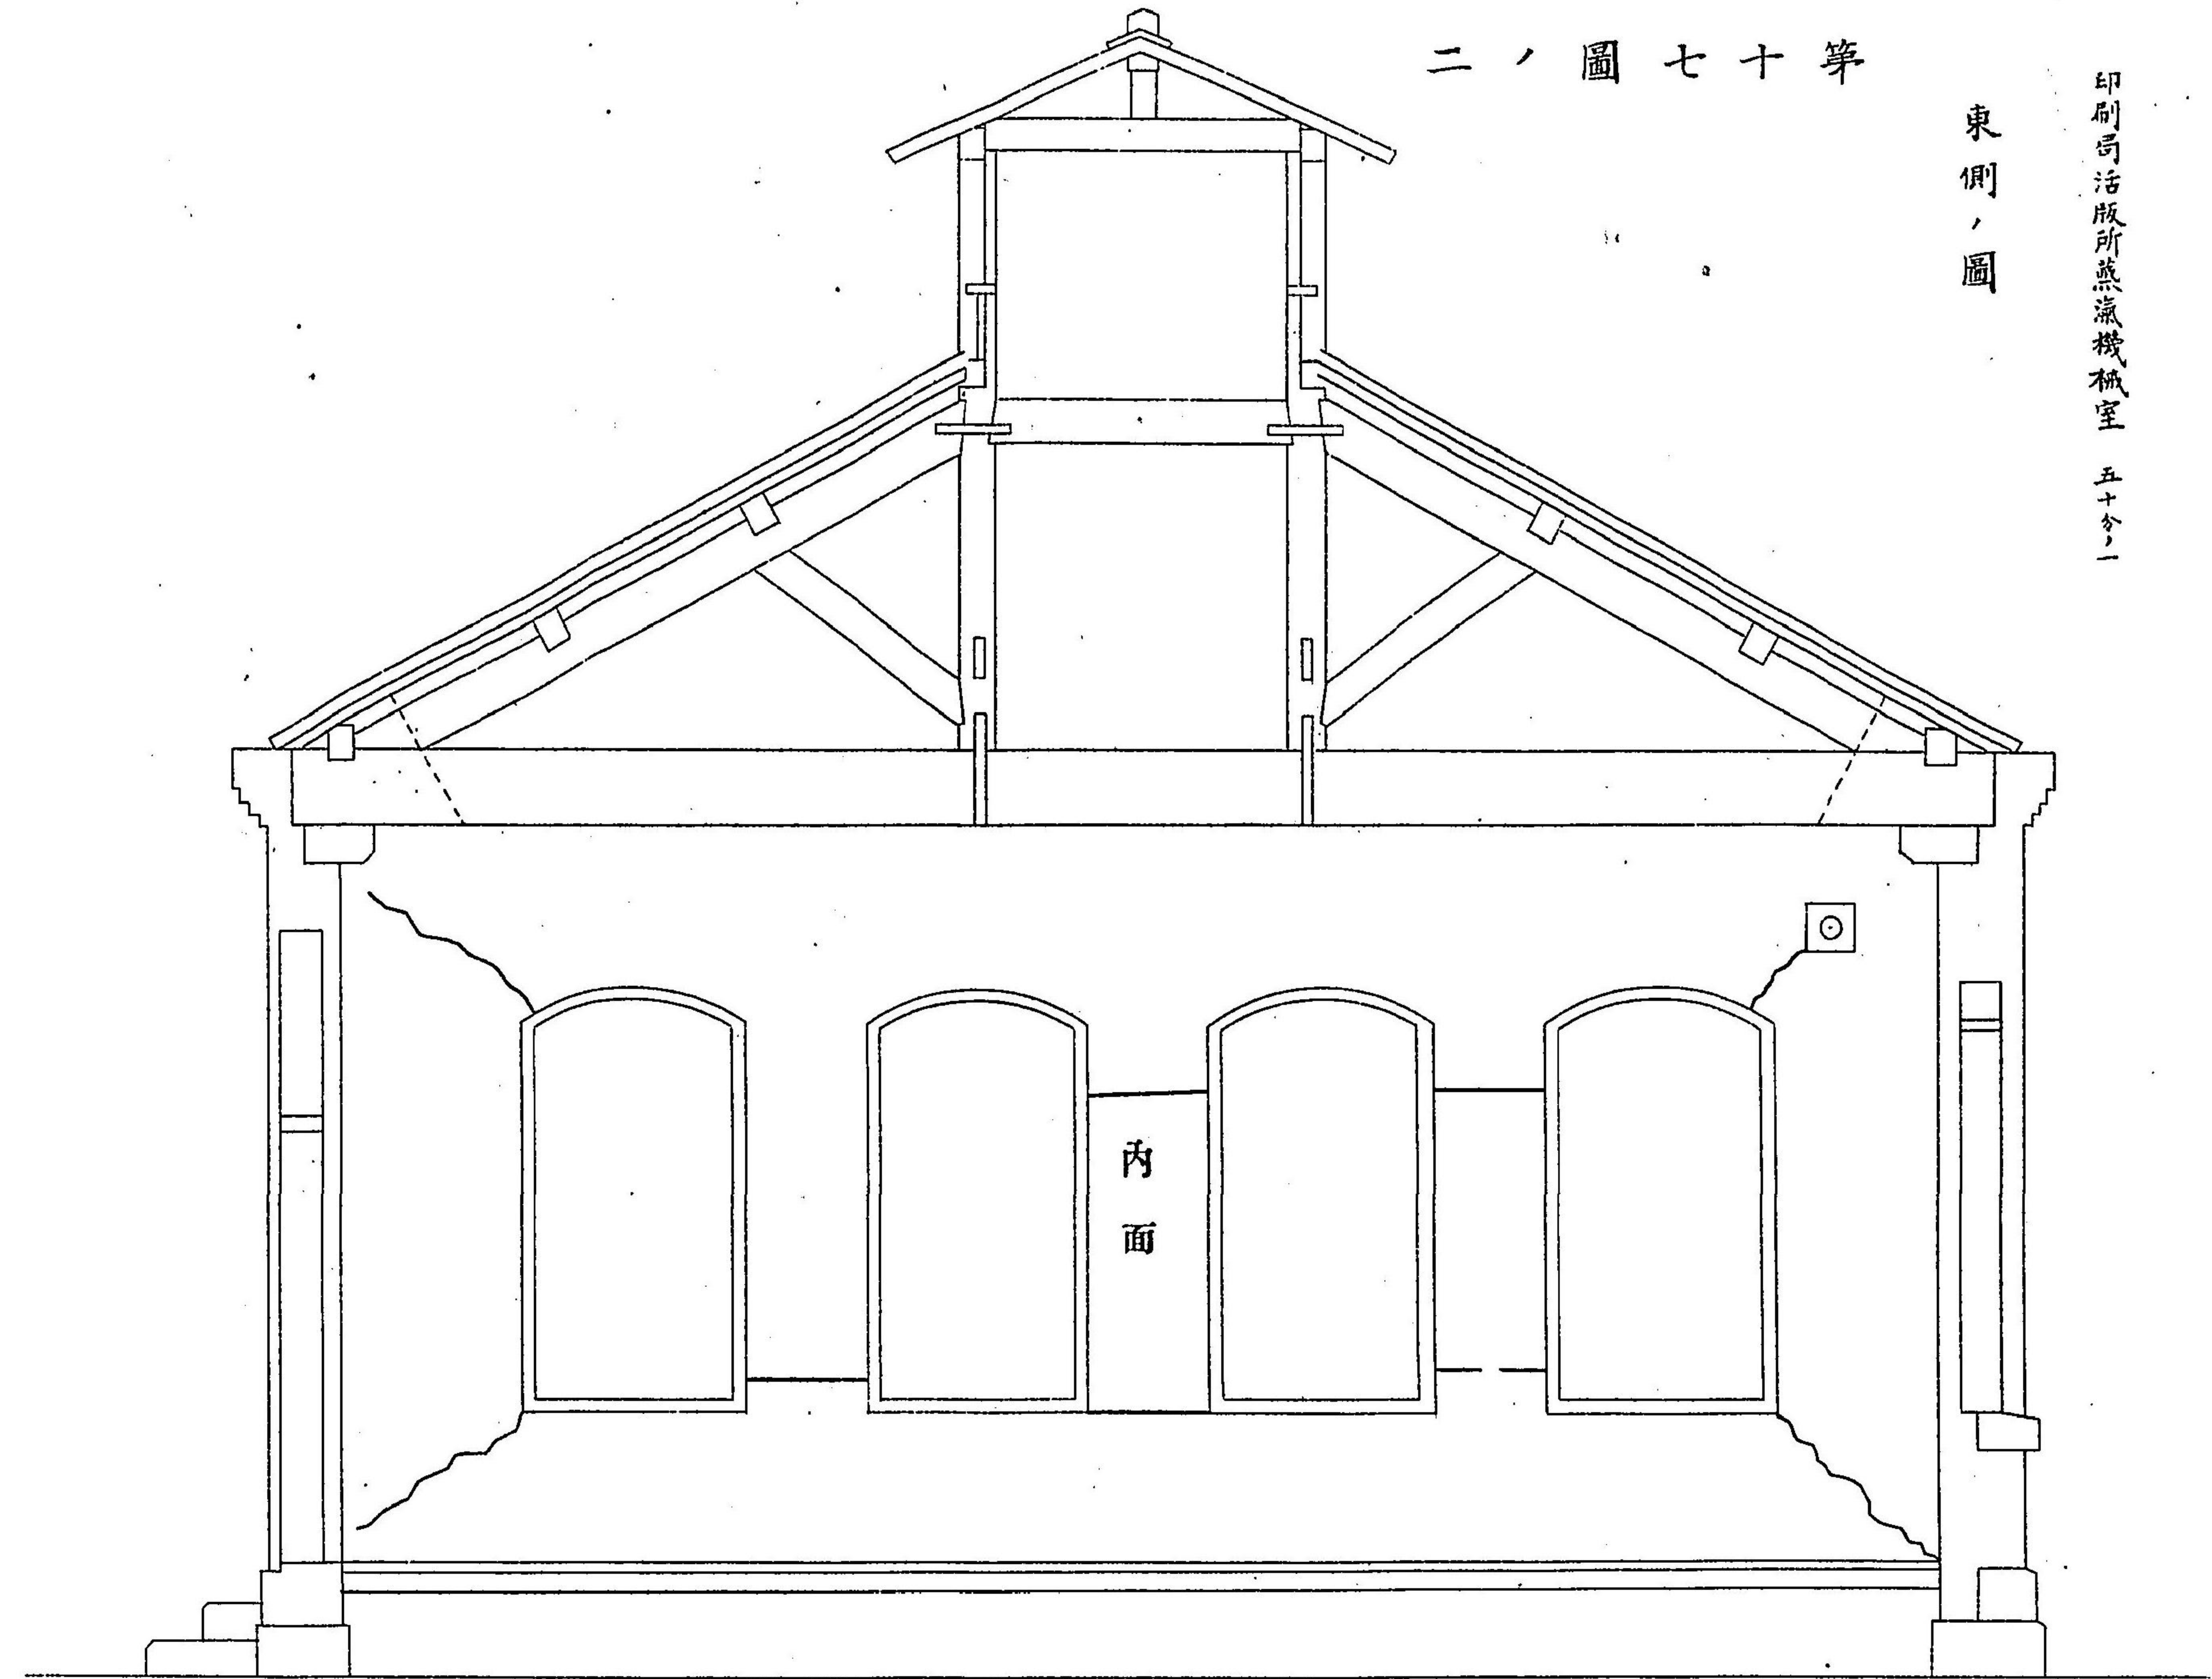 第十七圖ノ二
印刷局活版所蒸滊機械室 五十分ノ一
東側ノ圖
内面